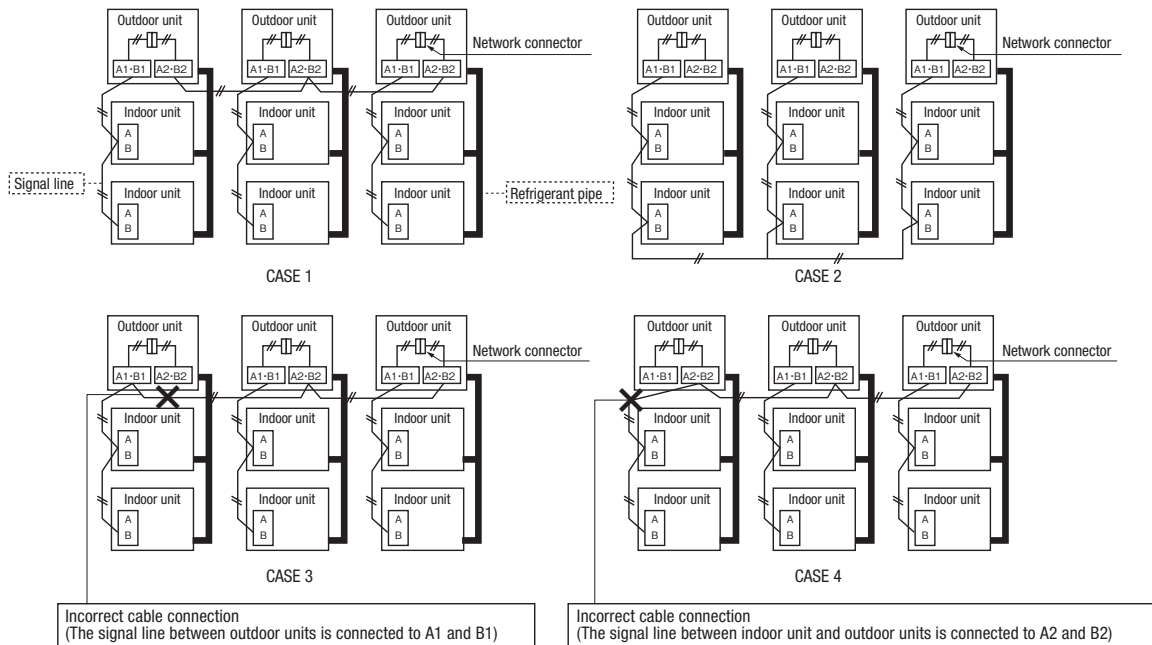 Outdoor unit
Outdoor unit
Outdoor unit
Network connector
A1•B1 A2•B2
A1•B1 A2•B2
A1•B1 A2•B2
Indoor unit
A
B
Indoor unit
A
B
Indoor unit
A
B
Signal line
Indoor unit
A
B
Indoor unit
A
B
Indoor unit
A
B
Refrigerant pipe
CASE 1
Outdoor unit
Outdoor unit
Outdoor unit
Network connector
A1•B1 A2•B2
A1•B1 A2•B2
A1•B1 A2•B2
Indoor unit
A
B
Indoor unit
A
B
Indoor unit
A
B
Indoor unit
A
B
Indoor unit
A
B
Indoor unit
A
B
CASE 2
Outdoor unit
Outdoor unit
Outdoor unit
Network connector
A1•B1 A2•B2
A1•B1 A2•B2
A1•B1 A2•B2
Indoor unit
A
B
Indoor unit
A
B
Indoor unit
A
B
Indoor unit
A
B
Indoor unit
A
B
Indoor unit
A
B
CASE 3
Incorrect cable connection
(The signal line between outdoor units is connected to A1 and B1)
Outdoor unit
Outdoor unit
Outdoor unit
Network connector
A1•B1 A2•B2
A1•B1 A2•B2
A1•B1 A2•B2
Indoor unit
A
B
Indoor unit
A
B
Indoor unit
A
B
Indoor unit
A
B
Indoor unit
A
B
Indoor unit
A
B
CASE 4
Incorrect cable connection
(The signal line between indoor unit and outdoor units is connected to A2 and B2)